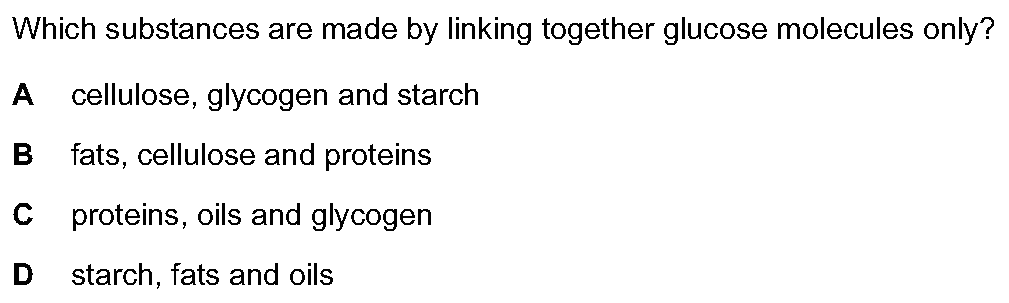 Which substances are made by linking together glucose molecules only?
A cellulose, glycogen and starch
B fats, cellulose and proteins
C proteins, oils and glycogen
D starch, fats and oils